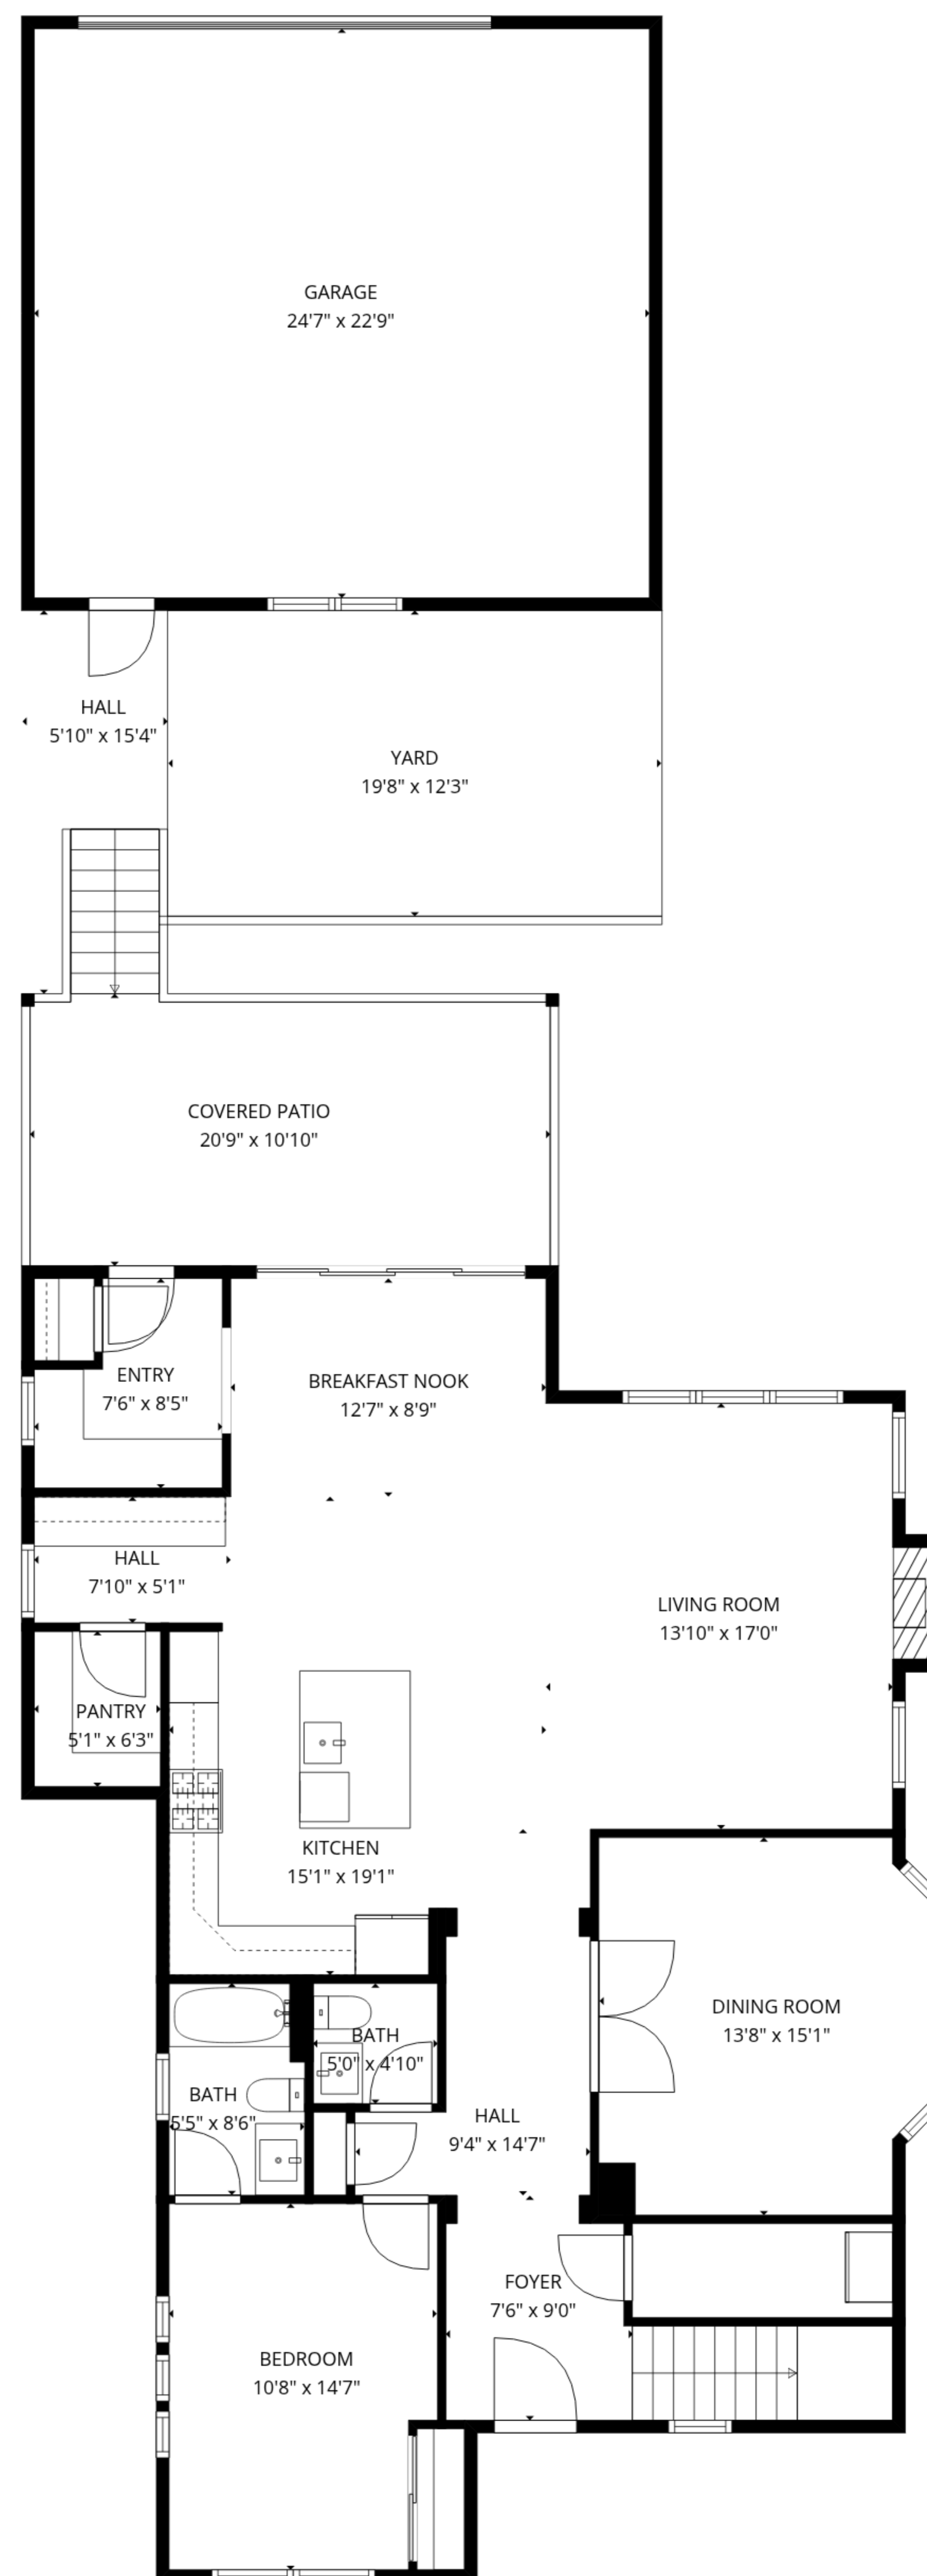 GARAGE
24'7" x 22'9"
HALL
5'10" x 15'4"
YARD
19'8" x 12'3"
COVERED PATIO
20'9" x 10'10"
ENTRY
7'6" x 8'5"
BREAKFAST NOOK
12'7" x 8'9"
HALL
7'10" x 5'1"
LIVING ROOM
13'10" x 17'0"
PANTRY
5'1" x 6'3"
KITCHEN
15'1" x 19'1"
DINING ROOM
13'8" x 15'1"
BATH
5'0" x 4'10"
BATH
5'5" x 8'6"
HALL
9'4" x 14'7"
FOYER
7'6" x 9'0"
BEDROOM
10'8" x 14'7"